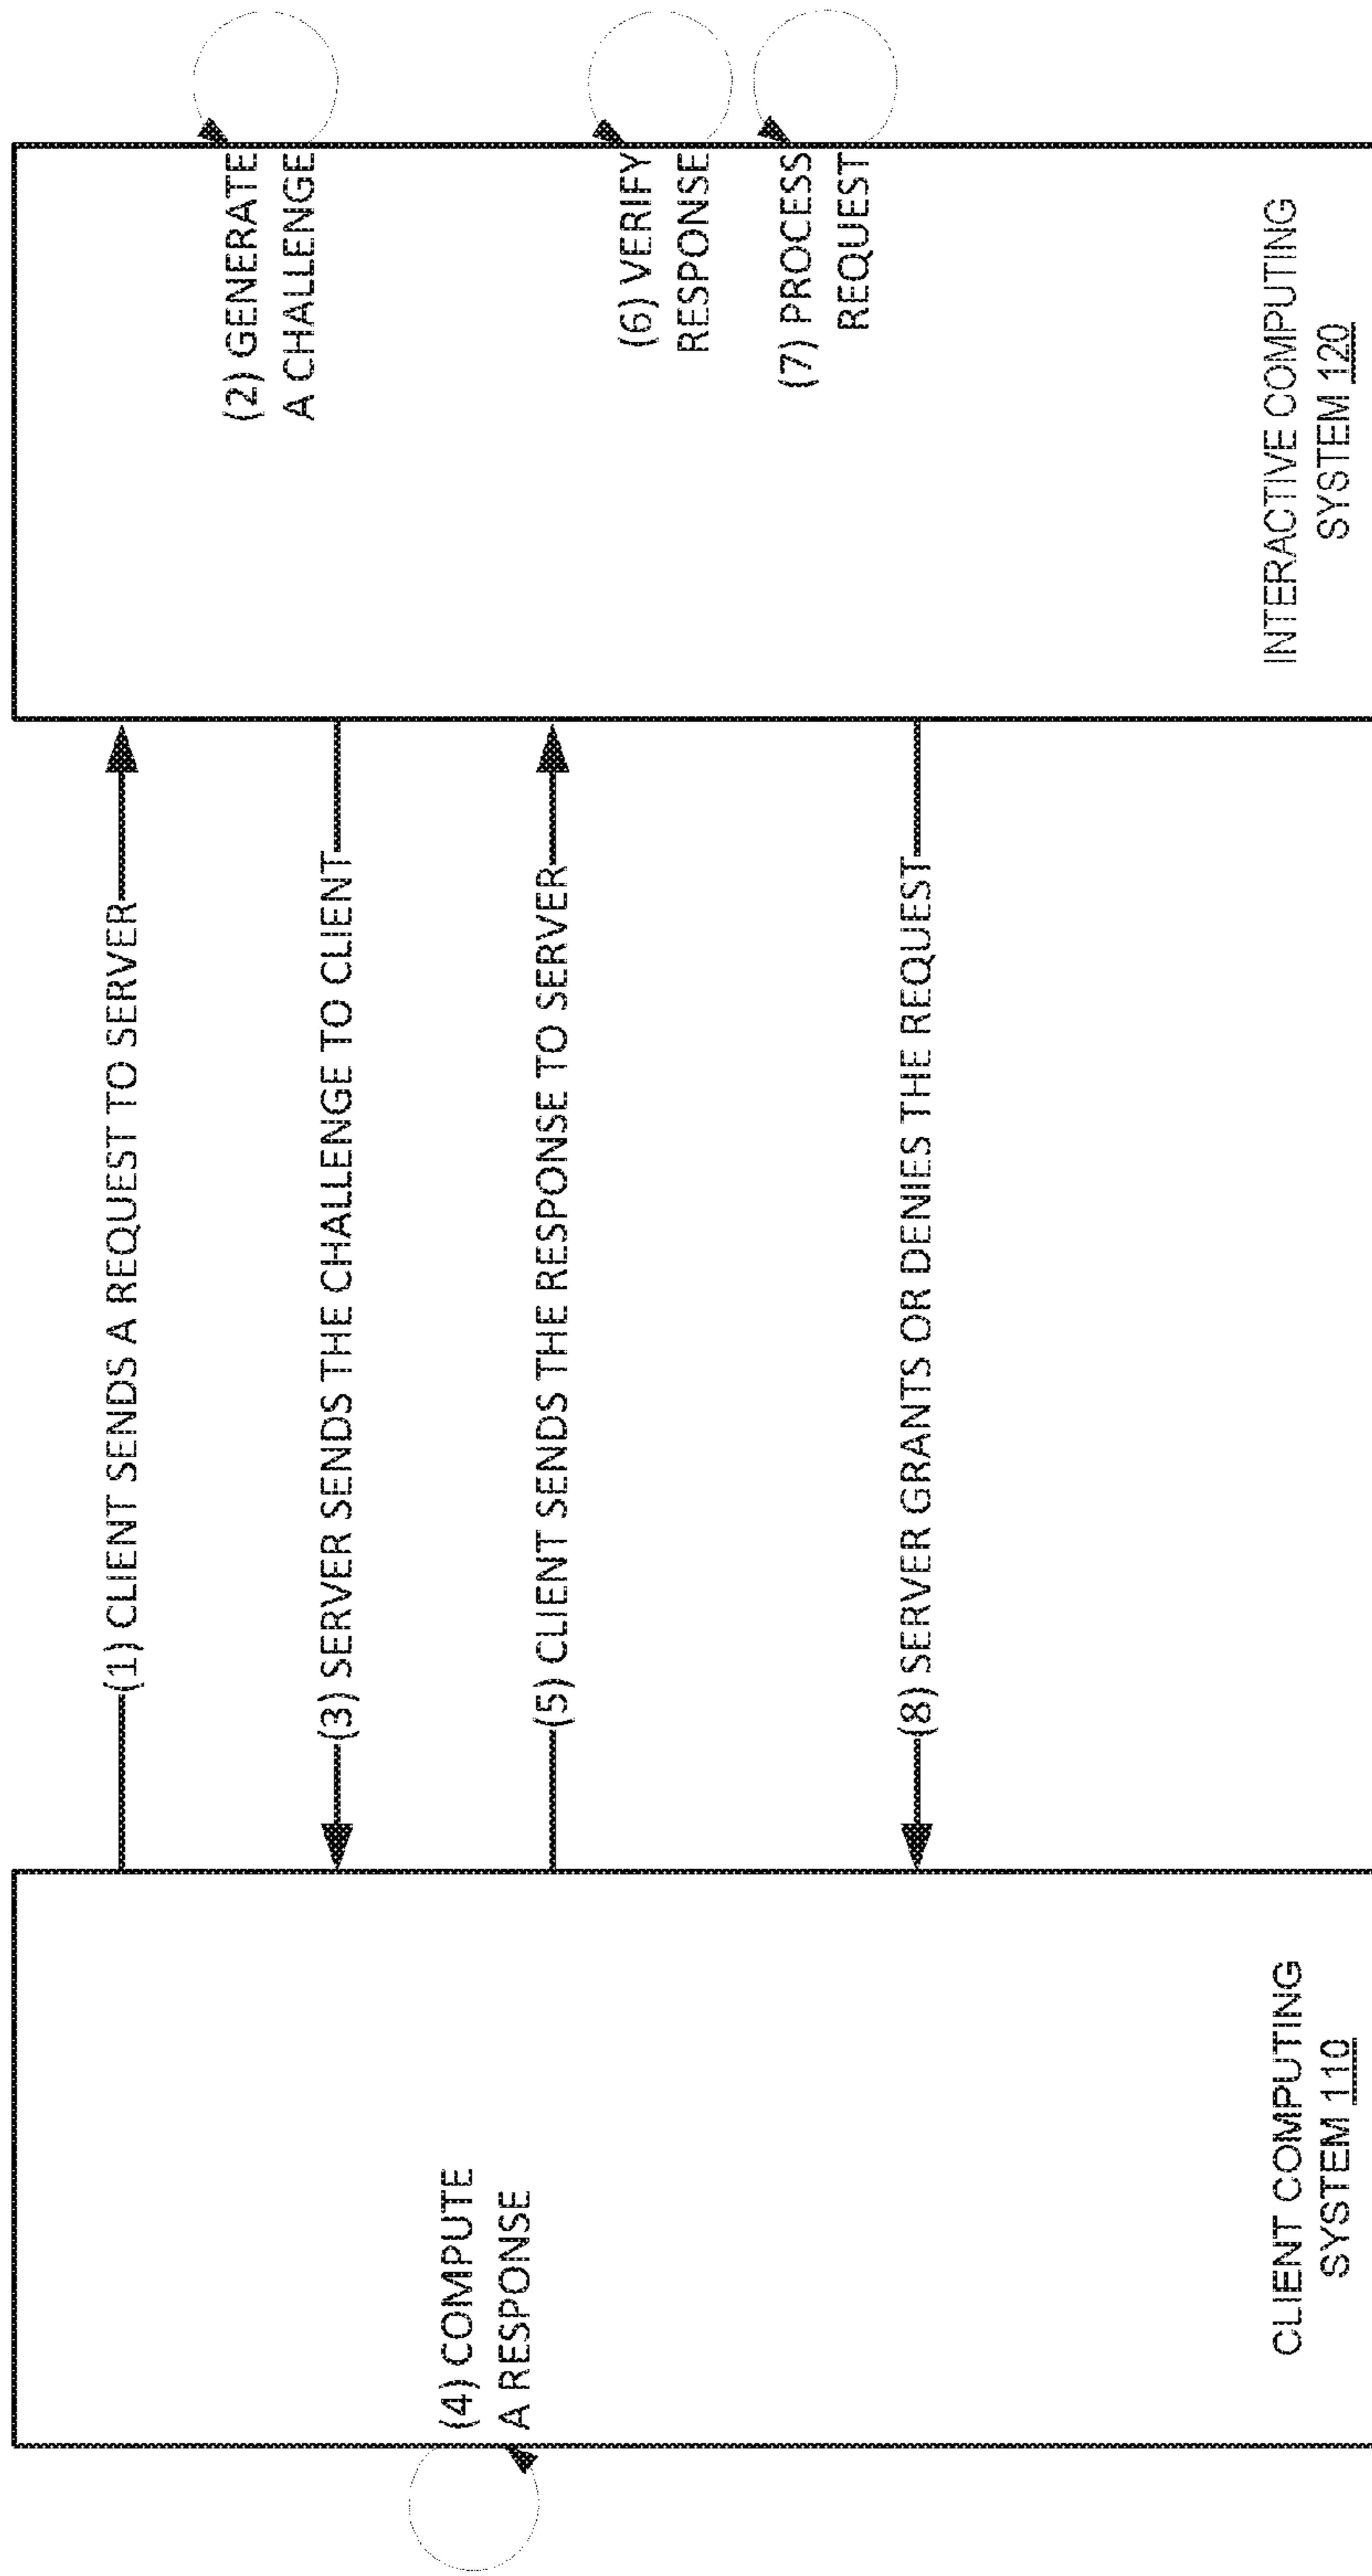 (1) CLIENT SENDS A REQUEST TO SERVER
(2) GENERATE
A CHALLENGE
(3) SERVER SENDS THE CHALLENGE TO CLIENT
(4) COMPUTE
A RESPONSE
(5) CLIENT SENDS THE RESPONSE TO SERVER
(6) VERIFY
RESPONSE
(7) PROCESS
REQUEST
(8) SERVER GRANTS OR DENIES THE REQUEST
CLIENT COMPUTING
SYSTEM 110
INTERACTIVE COMPUTING
SYSTEM 120